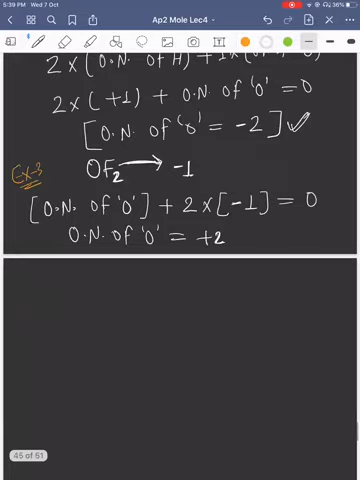 5:39 PM Wed 7 Oct
Ap2 Mole Lec4
2 × (O.N. of H) + 1 ×
2 × (+1) + O.N. of 'O' = 0
[O.N. of 'O' = -2] ✓
Ex-3
OF₂ → -1
[O.N. of 'O'] + 2 × [-1] = 0
O.N. of 'O' = +2
45 of 51